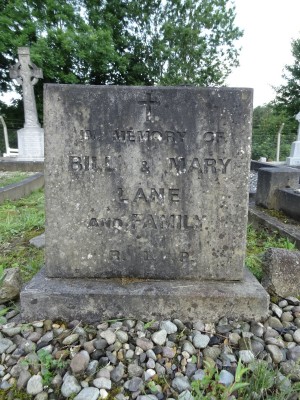 IN MEMORY OF
BILL & MARY
LANE
AND FAMILY.
R. I. P.